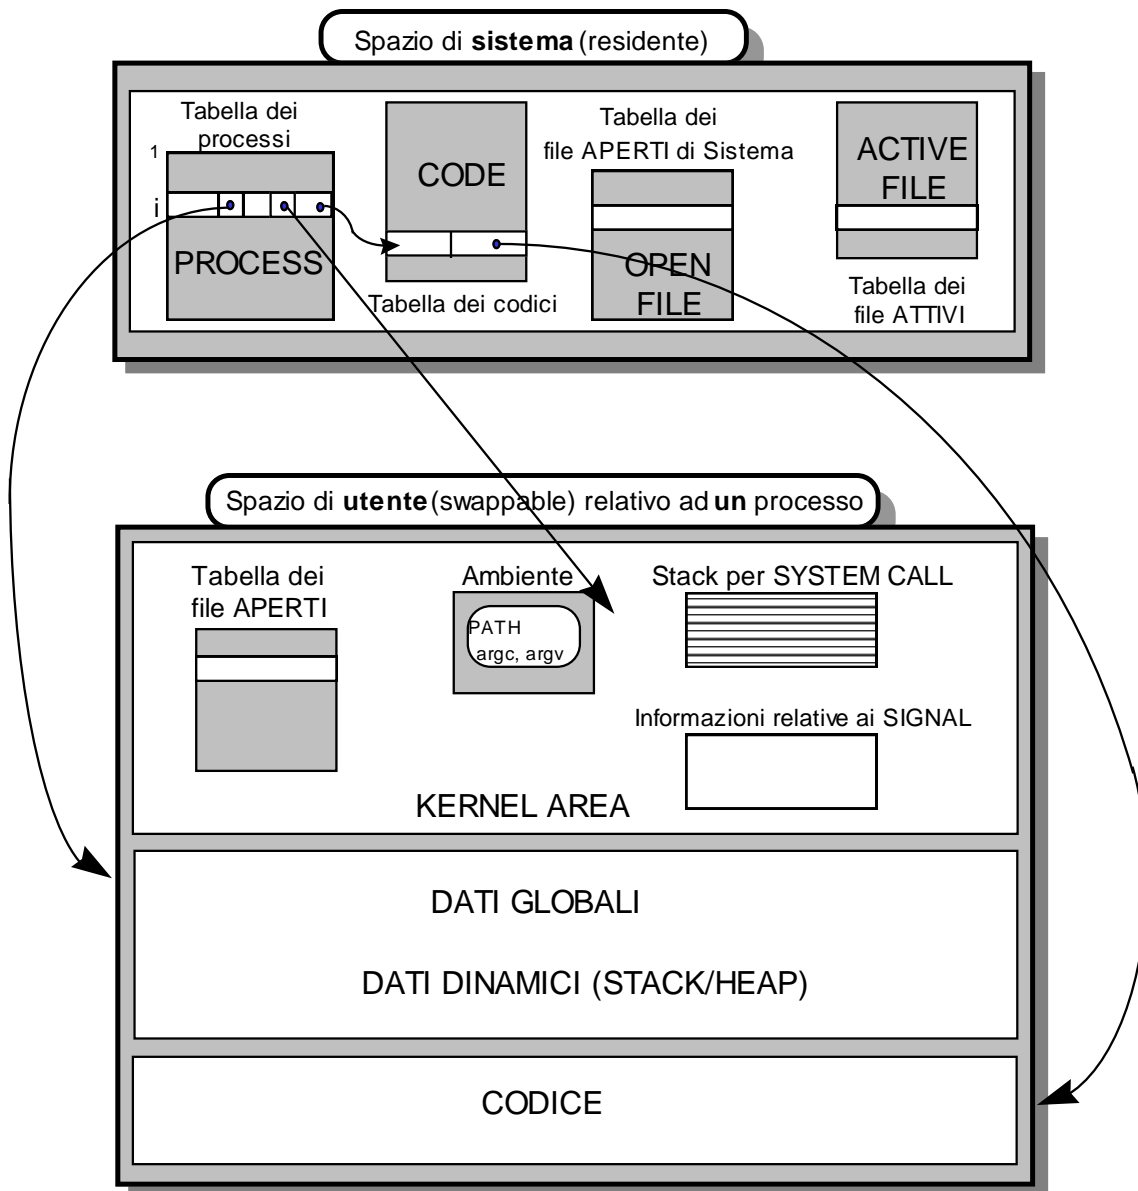 Spazio di sistema (residente)
Tabella dei
processi
1
i
PROCESS
CODE
Tabella dei codici
Tabella dei
file APERTI di Sistema
OPEN
FILE
ACTIVE
FILE
Tabella dei
file ATTIVI
Spazio di utente (swappable) relativo ad un processo
Tabella dei
file APERTI
Ambiente
PATH
argc, argv
Stack per SYSTEM CALL
Informazioni relative ai SIGNAL
KERNEL AREA
DATI GLOBALI
DATI DINAMICI (STACK/HEAP)
CODICE